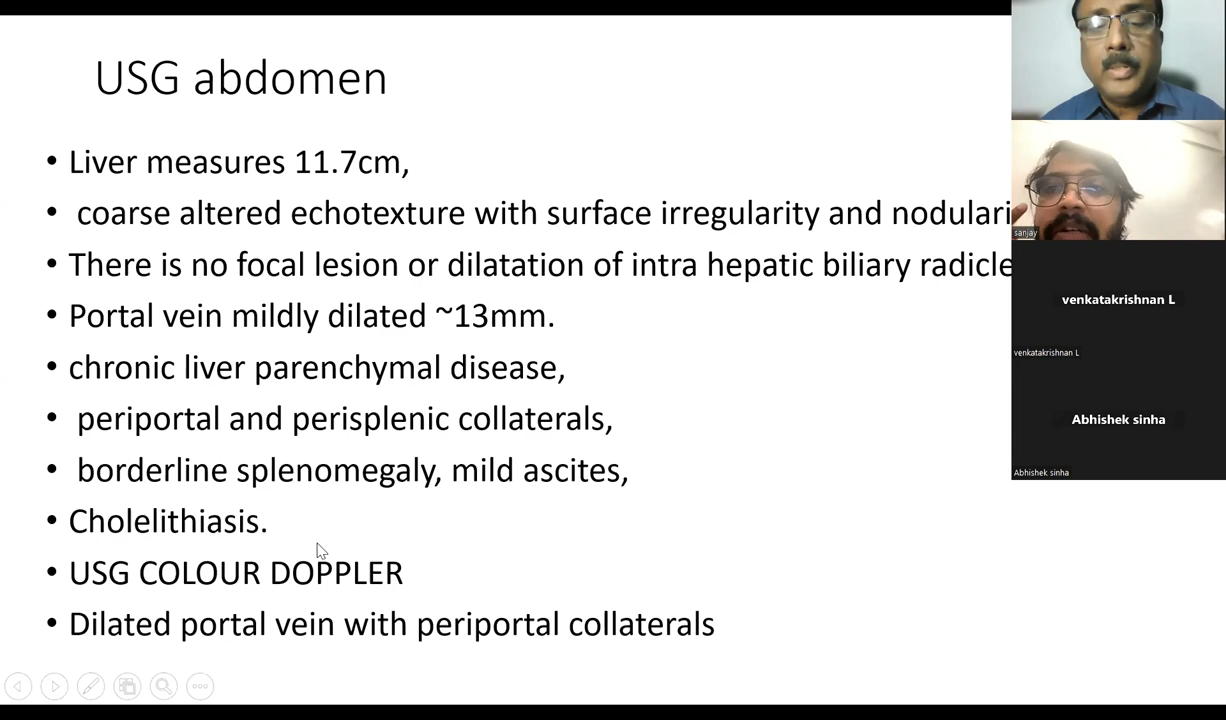 USG abdomen
• Liver measures 11.7cm,
• coarse altered echotexture with surface irregularity and nodulari
• There is no focal lesion or dilatation of intra hepatic biliary radicle
• Portal vein mildly dilated ~13mm.
• chronic liver parenchymal disease,
• periportal and perisplenic collaterals,
• borderline splenomegaly, mild ascites,
• Cholelithiasis.
• USG COLOUR DOPPLER
• Dilated portal vein with periportal collaterals
sanjay
venkatakrishnan L
venkatakrishnan L
Abhishek sinha
Abhishek sinha